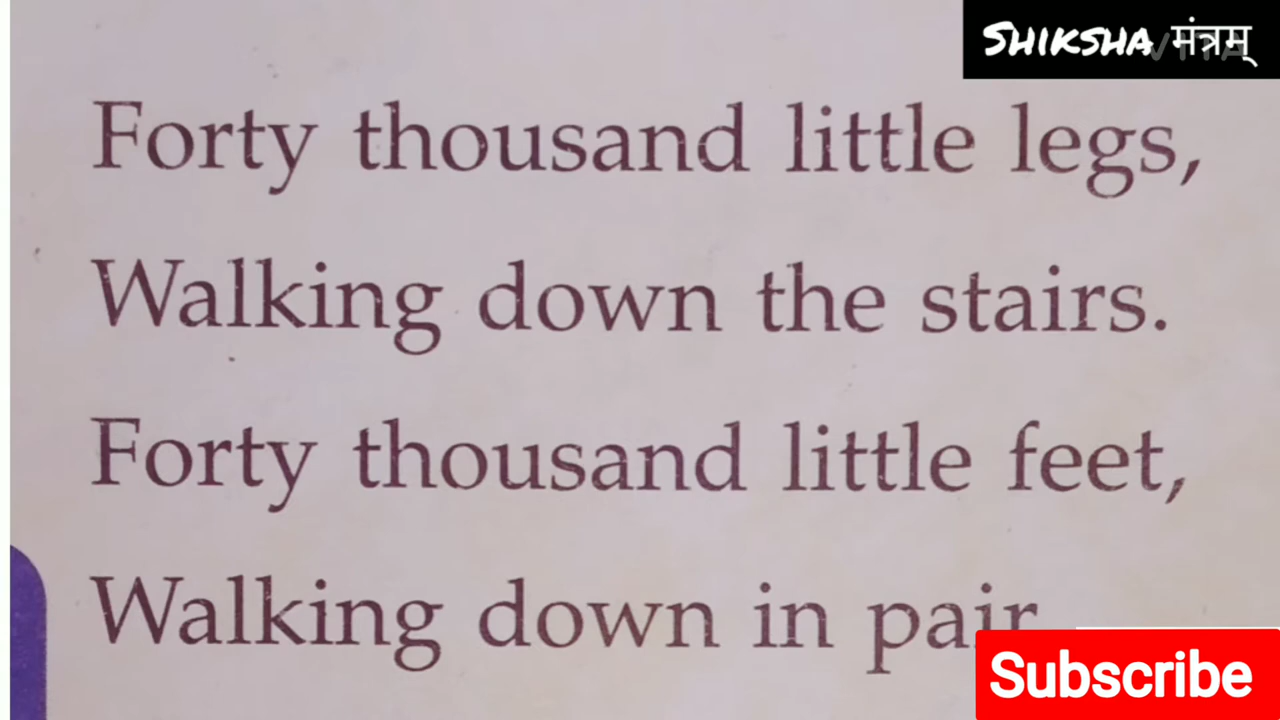 SHIKSHA मंत्रम्
Forty thousand little legs,
Walking down the stairs.
Forty thousand little feet,
Walking down in pair
Subscribe